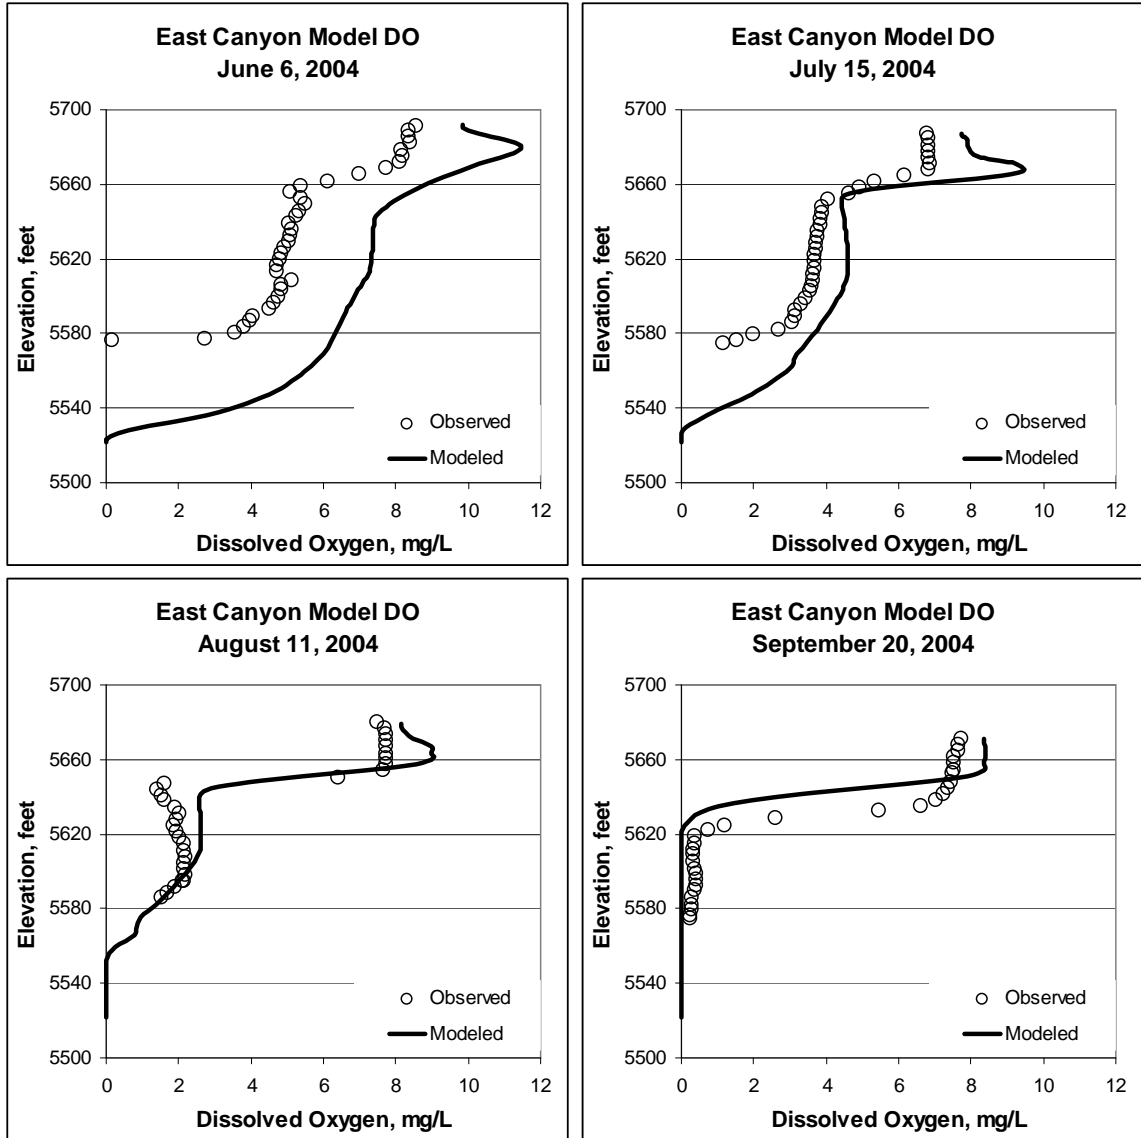 East Canyon Model DO
June 6, 2004
5700
5660
5620
5580
5540
5500
Elevation, feet
Observed
Modeled
0 2 4 6 8 10 12
Dissolved Oxygen, mg/L
East Canyon Model DO
July 15, 2004
5700
5660
5620
5580
5540
5500
Elevation, feet
Observed
Modeled
0 2 4 6 8 10 12
Dissolved Oxygen, mg/L
East Canyon Model DO
August 11, 2004
5700
5660
5620
5580
5540
5500
Elevation, feet
Observed
Modeled
0 2 4 6 8 10 12
Dissolved Oxygen, mg/L
East Canyon Model DO
September 20, 2004
5700
5660
5620
5580
5540
5500
Elevation, feet
Observed
Modeled
0 2 4 6 8 10 12
Dissolved Oxygen, mg/L